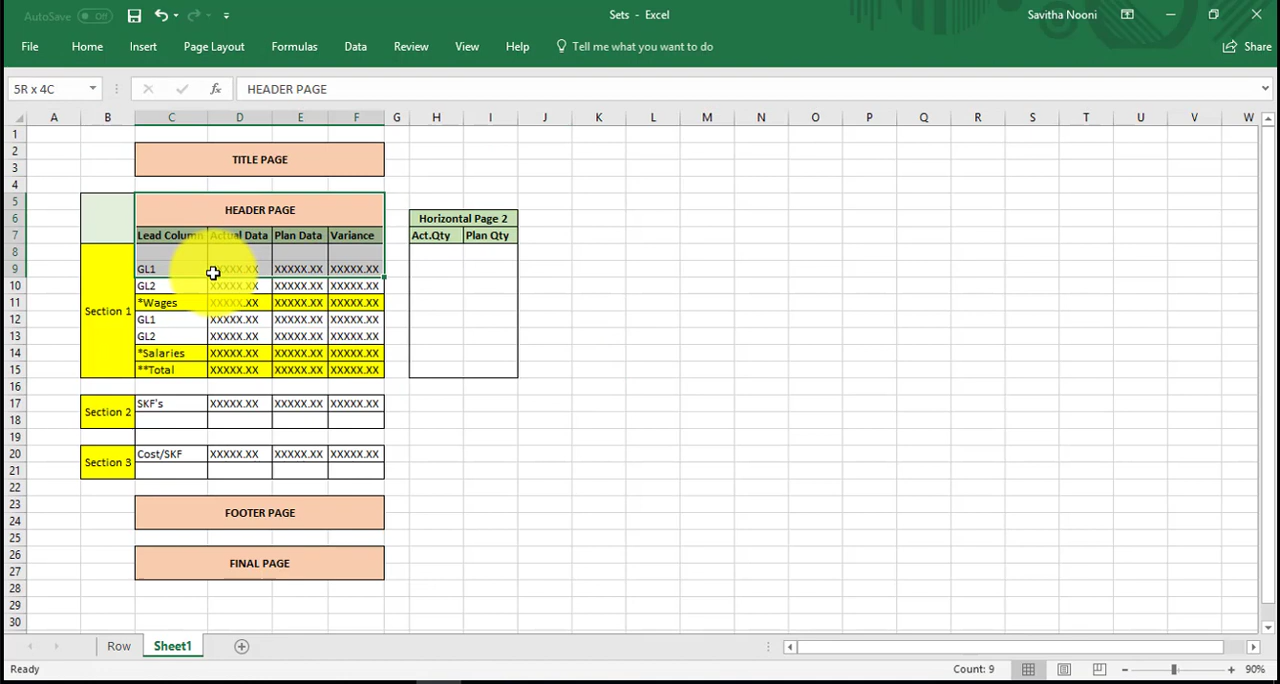 AutoSave Off
Sets - Excel
Savitha Nooni
File Home Insert Page Layout Formulas Data Review View Help Tell me what you want to do Share
5R x 4C fx HEADER PAGE
A B C D E F G H I J K L M N O P Q R S T U V W
1
2 TITLE PAGE
3
4
5 HEADER PAGE
6 Horizontal Page 2
7 Lead Column Actual Data Plan Data Variance Act.Qty Plan Qty
8
9 GL1 XXXXX.XX XXXXX.XX XXXXX.XX
10 GL2 XXXXX.XX XXXXX.XX XXXXX.XX
11 *Wages XXXXX.XX XXXXX.XX XXXXX.XX
Section 1
12 GL1 XXXXX.XX XXXXX.XX XXXXX.XX
13 GL2 XXXXX.XX XXXXX.XX XXXXX.XX
14 *Salaries XXXXX.XX XXXXX.XX XXXXX.XX
15 **Total XXXXX.XX XXXXX.XX XXXXX.XX
16
17 SKF's XXXXX.XX XXXXX.XX XXXXX.XX
Section 2
18
19
20 Cost/SKF XXXXX.XX XXXXX.XX XXXXX.XX
Section 3
21
22
23 FOOTER PAGE
24
25
26 FINAL PAGE
27
28
29
30
Row Sheet1
Ready Count: 9 90%